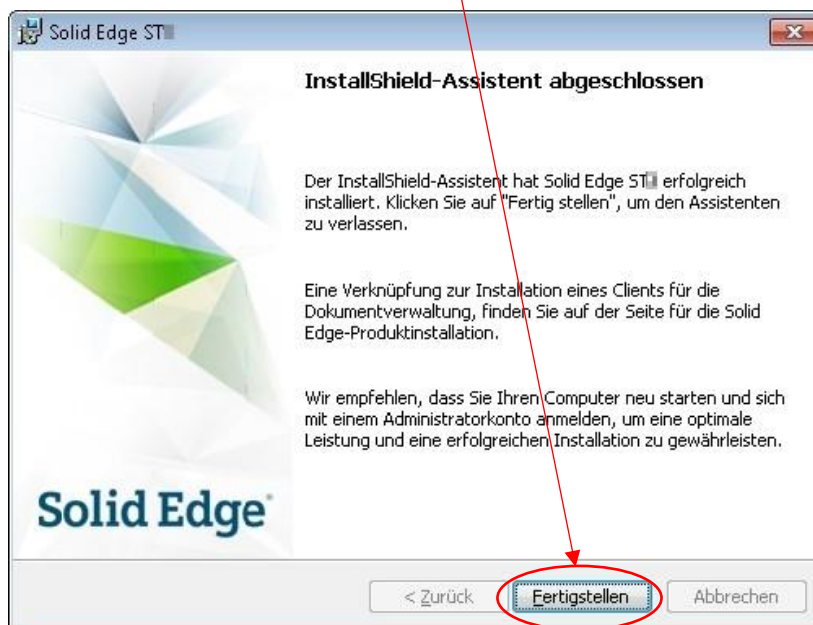 Solid Edge ST
InstallShield-Assistent abgeschlossen
Der InstallShield-Assistent hat Solid Edge ST erfolgreich
installiert. Klicken Sie auf "Fertig stellen", um den Assistenten
zu verlassen.
Eine Verknüpfung zur Installation eines Clients für die
Dokumentverwaltung, finden Sie auf der Seite für die Solid
Edge-Produktinstallation.
Wir empfehlen, dass Sie Ihren Computer neu starten und sich
mit einem Administratorkonto anmelden, um eine optimale
Leistung und eine erfolgreichen Installation zu gewährleisten.
Solid Edge
< Zurück Fertigstellen Abbrechen